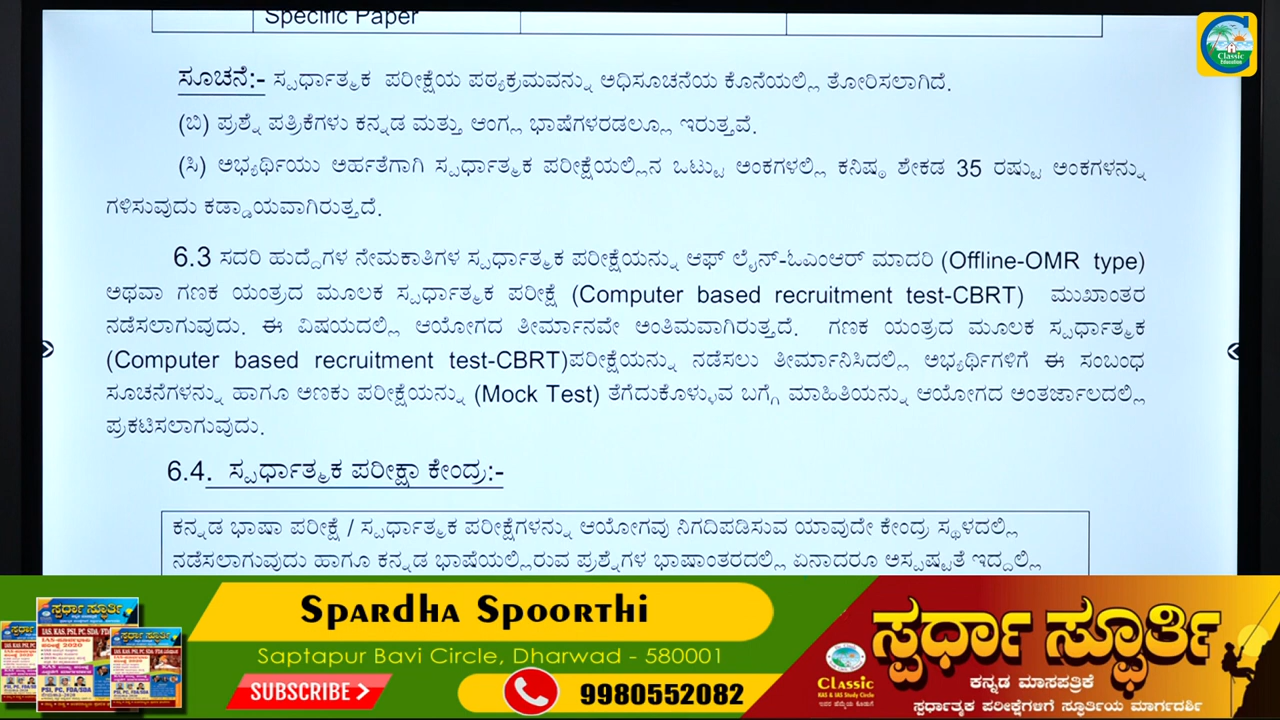 Specific Paper
Classic
Education
ಸೂಚನೆ:- ಸ್ಪರ್ಧಾತ್ಮಕ ಪರೀಕ್ಷೆಯ ಪಠ್ಯಕ್ರಮವನ್ನು ಅಧಿಸೂಚನೆಯ ಕೊನೆಯಲ್ಲಿ ತೋರಿಸಲಾಗಿದೆ.
(ಬಿ) ಪ್ರಶ್ನೆ ಪತ್ರಿಕೆಗಳು ಕನ್ನಡ ಮತ್ತು ಆಂಗ್ಲ ಭಾಷೆಗಳರಡಲ್ಲೂ ಇರುತ್ತವೆ.
(ಸಿ) ಅಭ್ಯರ್ಥಿಯು ಅರ್ಹತೆಗಾಗಿ ಸ್ಪರ್ಧಾತ್ಮಕ ಪರೀಕ್ಷೆಯಲ್ಲಿನ ಒಟ್ಟು ಅಂಕಗಳಲ್ಲಿ ಕನಿಷ್ಠ ಶೇಕಡ 35 ರಷ್ಟು ಅಂಕಗಳನ್ನು
ಗಳಿಸುವುದು ಕಡ್ಡಾಯವಾಗಿರುತ್ತದೆ.
6.3 ಸದರಿ ಹುದ್ದೆಗಳ ನೇಮಕಾತಿಗಳ ಸ್ಪರ್ಧಾತ್ಮಕ ಪರೀಕ್ಷೆಯನ್ನು ಆಫ್ ಲೈನ್-ಓಎಂಆರ್ ಮಾದರಿ (Offline-OMR type)
ಅಥವಾ ಗಣಕ ಯಂತ್ರದ ಮೂಲಕ ಸ್ಪರ್ಧಾತ್ಮಕ ಪರೀಕ್ಷೆ (Computer based recruitment test-CBRT) ಮುಖಾಂತರ
ನಡೆಸಲಾಗುವುದು. ಈ ವಿಷಯದಲ್ಲಿ ಆಯೋಗದ ತೀರ್ಮಾನವೇ ಅಂತಿಮವಾಗಿರುತ್ತದೆ. ಗಣಕ ಯಂತ್ರದ ಮೂಲಕ ಸ್ಪರ್ಧಾತ್ಮಕ
(Computer based recruitment test-CBRT)ಪರೀಕ್ಷೆಯನ್ನು ನಡೆಸಲು ತೀರ್ಮಾನಿಸಿದಲ್ಲಿ ಅಭ್ಯರ್ಥಿಗಳಿಗೆ ಈ ಸಂಬಂಧ
ಸೂಚನೆಗಳನ್ನು ಹಾಗೂ ಅಣಕು ಪರೀಕ್ಷೆಯನ್ನು (Mock Test) ತೆಗೆದುಕೊಳ್ಳುವ ಬಗ್ಗೆ ಮಾಹಿತಿಯನ್ನು ಆಯೋಗದ ಅಂತರ್ಜಾಲದಲ್ಲಿ
ಪ್ರಕಟಿಸಲಾಗುವುದು.
6.4. ಸ್ಪರ್ಧಾತ್ಮಕ ಪರೀಕ್ಷಾ ಕೇಂದ್ರ:-
ಕನ್ನಡ ಭಾಷಾ ಪರೀಕ್ಷೆ / ಸ್ಪರ್ಧಾತ್ಮಕ ಪರೀಕ್ಷೆಗಳನ್ನು ಆಯೋಗವು ನಿಗದಿಪಡಿಸುವ ಯಾವುದೇ ಕೇಂದ್ರ ಸ್ಥಳದಲ್ಲಿ
ನಡೆಸಲಾಗುವುದು ಹಾಗೂ ಕನ್ನಡ ಭಾಷೆಯಲ್ಲಿರುವ ಪ್ರಶ್ನೆಗಳ ಭಾಷಾಂತರದಲ್ಲಿ ಏನಾದರೂ ಅಸ್ಪಷ್ಟತೆ ಇದ್ದಲ್ಲಿ
ಸ್ಪರ್ಧಾ ಸ್ಫೂರ್ತಿ
Spardha Spoorthi
Saptapur Bavi Circle, Dharwad - 580001
SUBSCRIBE
9980552082
Classic
KAS & IAS Study Circle
ಸ್ಪರ್ಧಾ ಸ್ಫೂರ್ತಿ
ಕನ್ನಡ ಮಾಸಪತ್ರಿಕೆ
ಸ್ಪರ್ಧಾತ್ಮಕ ಪರೀಕ್ಷೆಗಳಿಗೆ ಸ್ಫೂರ್ತಿಯ ಮಾರ್ಗದರ್ಶಿ